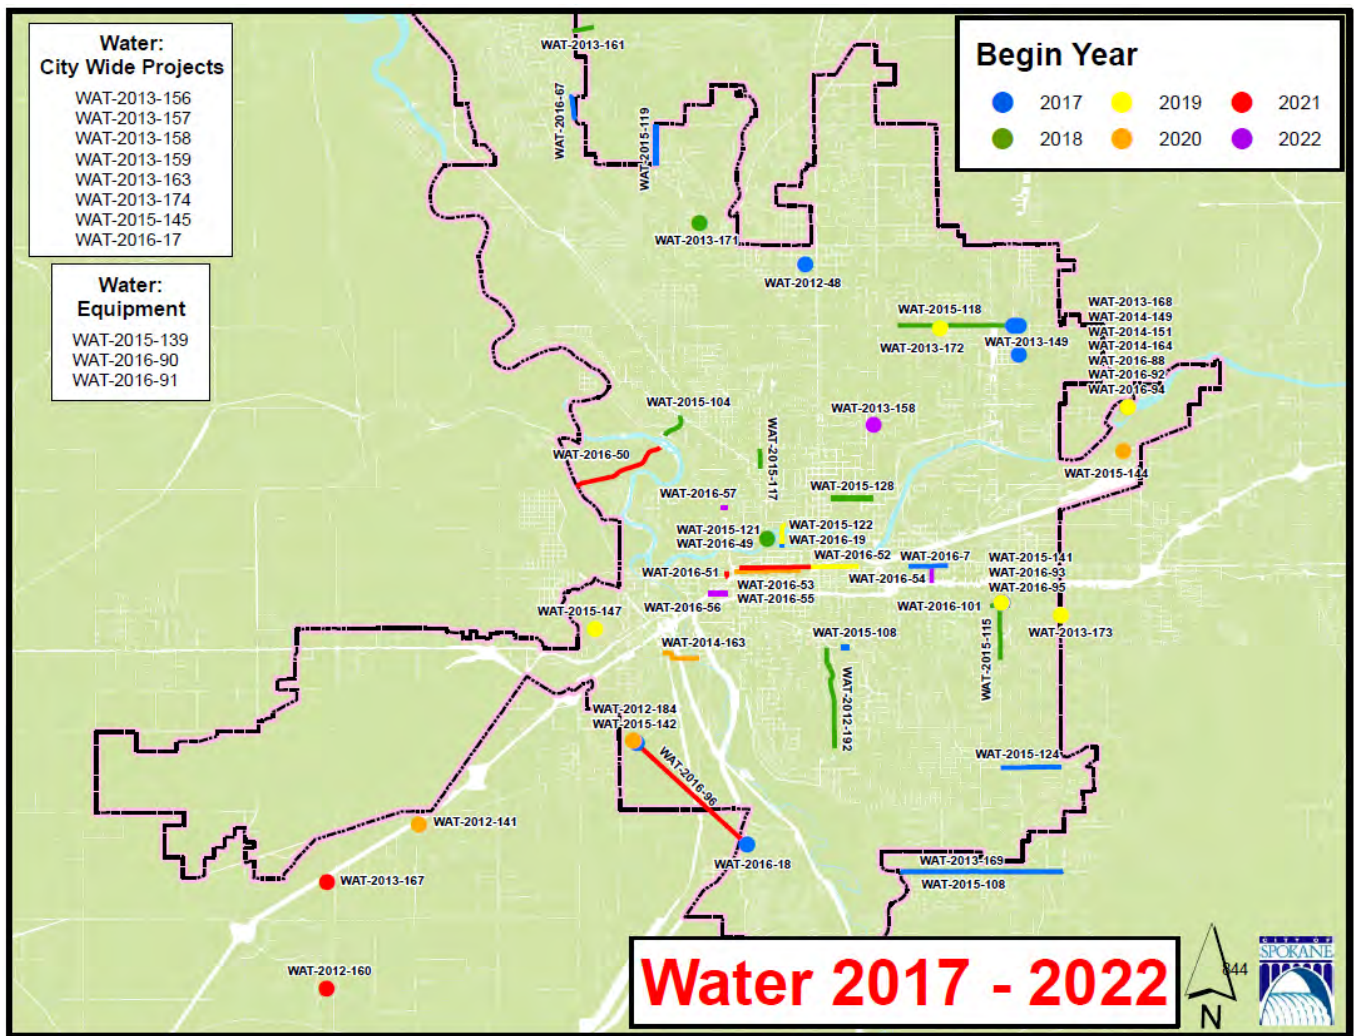 Water:
City Wide Projects
WAT-2013-156
WAT-2013-157
WAT-2013-158
WAT-2013-159
WAT-2013-163
WAT-2013-174
WAT-2015-145
WAT-2016-17
Water:
Equipment
WAT-2015-139
WAT-2016-90
WAT-2016-91
Begin Year
2017 2019 2021
2018 2020 2022
WAT-2013-161
WAT-2016-67
WAT-2015-119
WAT-2013-171
WAT-2012-48
WAT-2015-118
WAT-2013-172
WAT-2013-149
WAT-2013-168
WAT-2014-149
WAT-2014-151
WAT-2014-164
WAT-2016-88
WAT-2016-92
WAT-2016-94
WAT-2015-104
WAT-2013-158
WAT-2016-50
WAT-2015-117
WAT-2015-144
WAT-2015-128
WAT-2016-57
WAT-2015-121
WAT-2016-49
WAT-2015-122
WAT-2016-19
WAT-2016-52
WAT-2016-7
WAT-2015-141
WAT-2016-93
WAT-2016-95
WAT-2016-51
WAT-2016-53
WAT-2016-55
WAT-2016-54
WAT-2016-56
WAT-2016-101
WAT-2015-147
WAT-2015-115
WAT-2013-173
WAT-2014-163
WAT-2015-108
WAT-2012-192
WAT-2012-184
WAT-2015-142
WAT-2016-96
WAT-2015-124
WAT-2012-141
WAT-2016-18
WAT-2013-169
WAT-2015-108
WAT-2013-167
WAT-2012-160
Water 2017 - 2022
844
N
CITY OF
SPOKANE